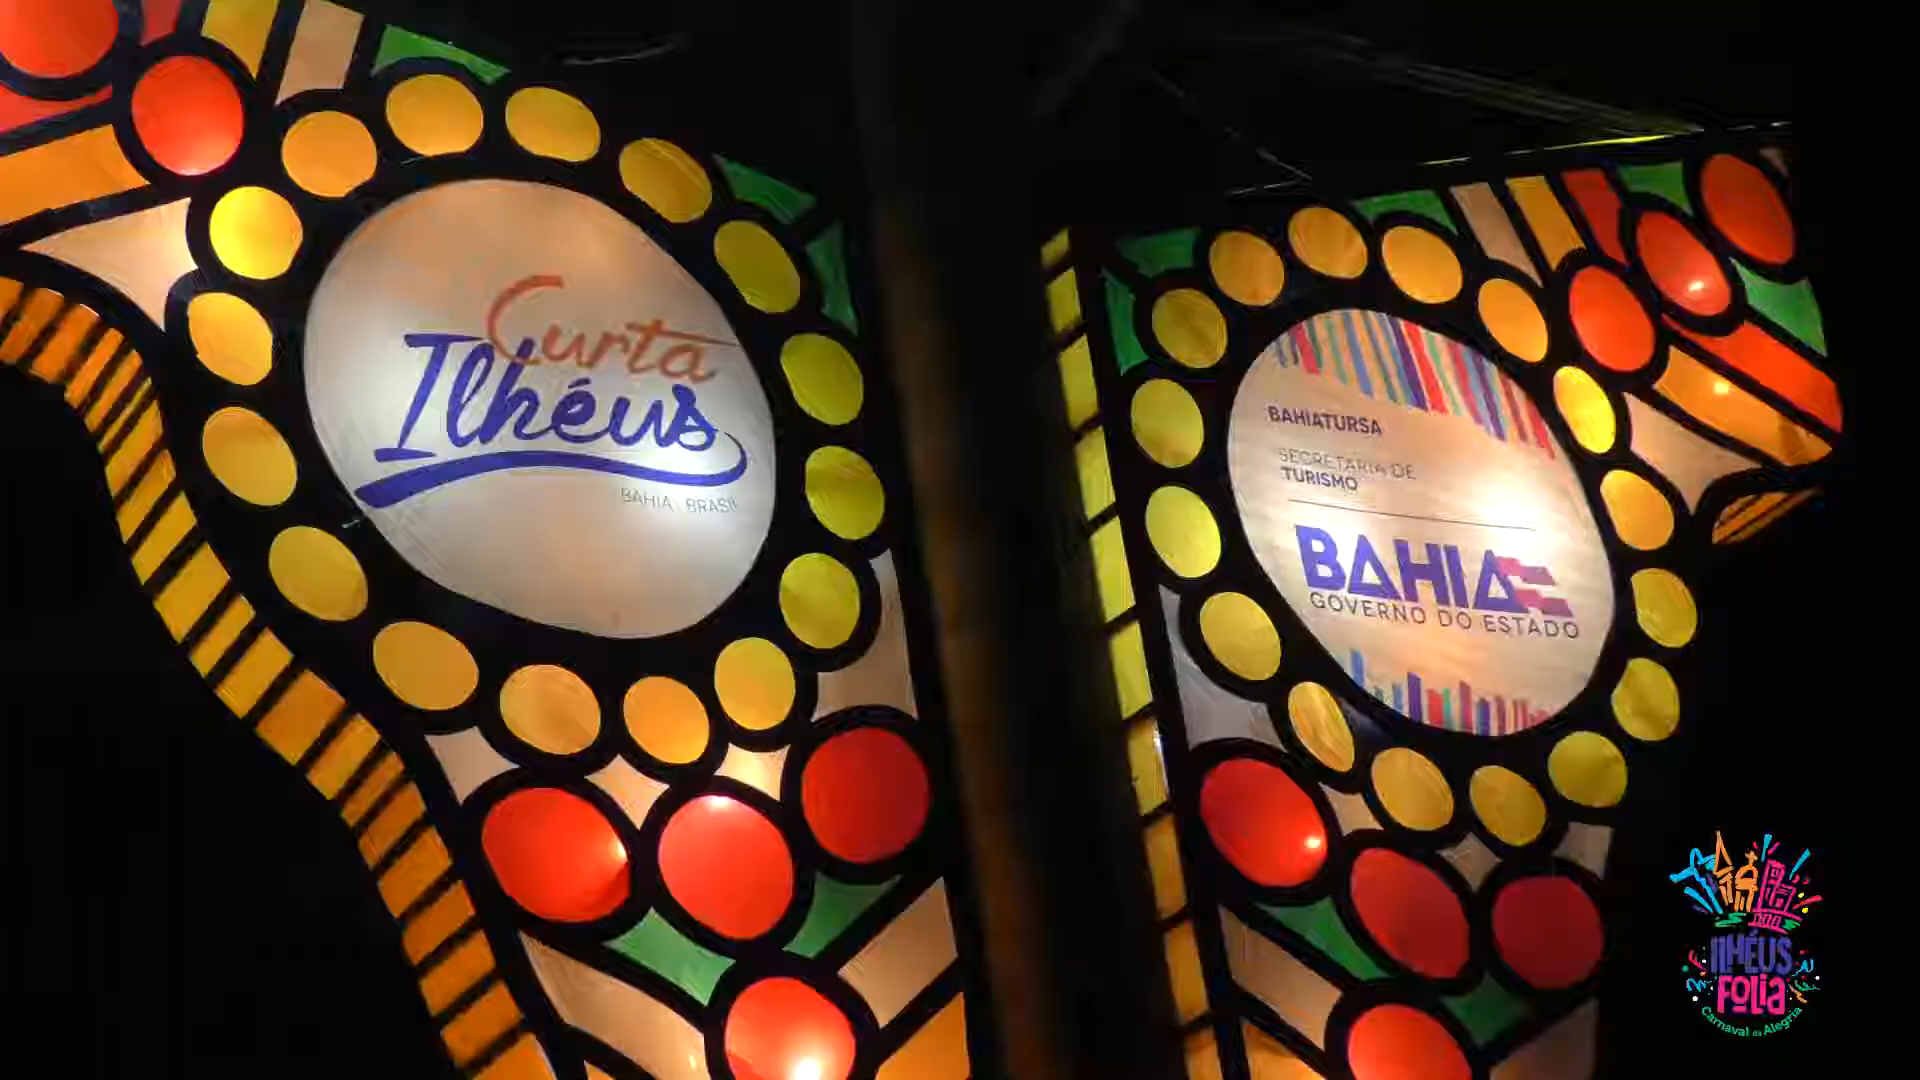 Curta
Ilhéus
BAHIA BRASIL
BAHIATURSA
SECRETARIA DE
TURISMO
BAHIA
GOVERNO DO ESTADO
ILHÉUS
FOLIA
Carnaval da Alegria